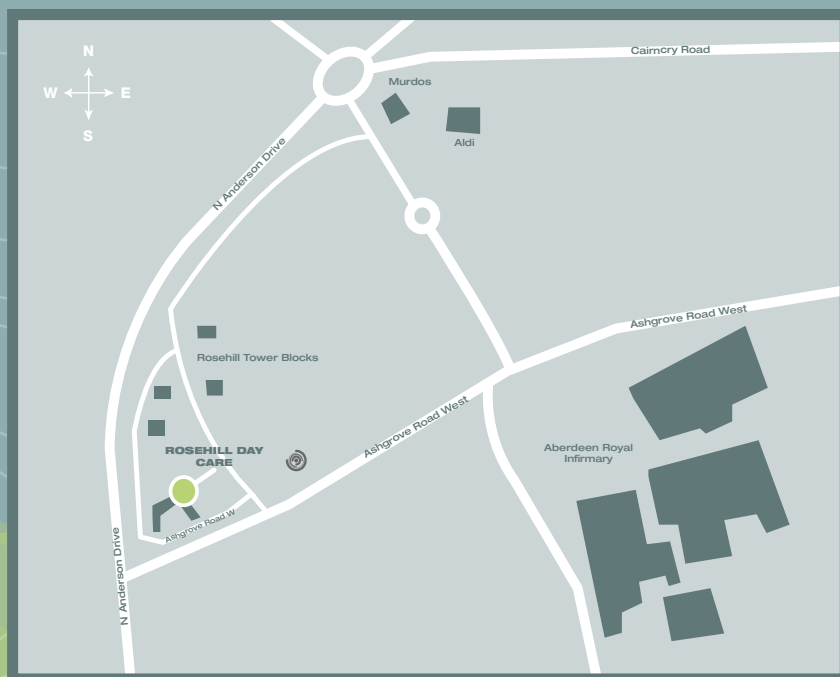 N
W
E
S
Cairncry Road
Murdos
Aldi
N Anderson Drive
Ashgrove Road West
Rosehill Tower Blocks
Ashgrove Road West
Aberdeen Royal
Infirmary
ROSEHILL DAY
CARE
Ashgrove Road W
N Anderson Drive